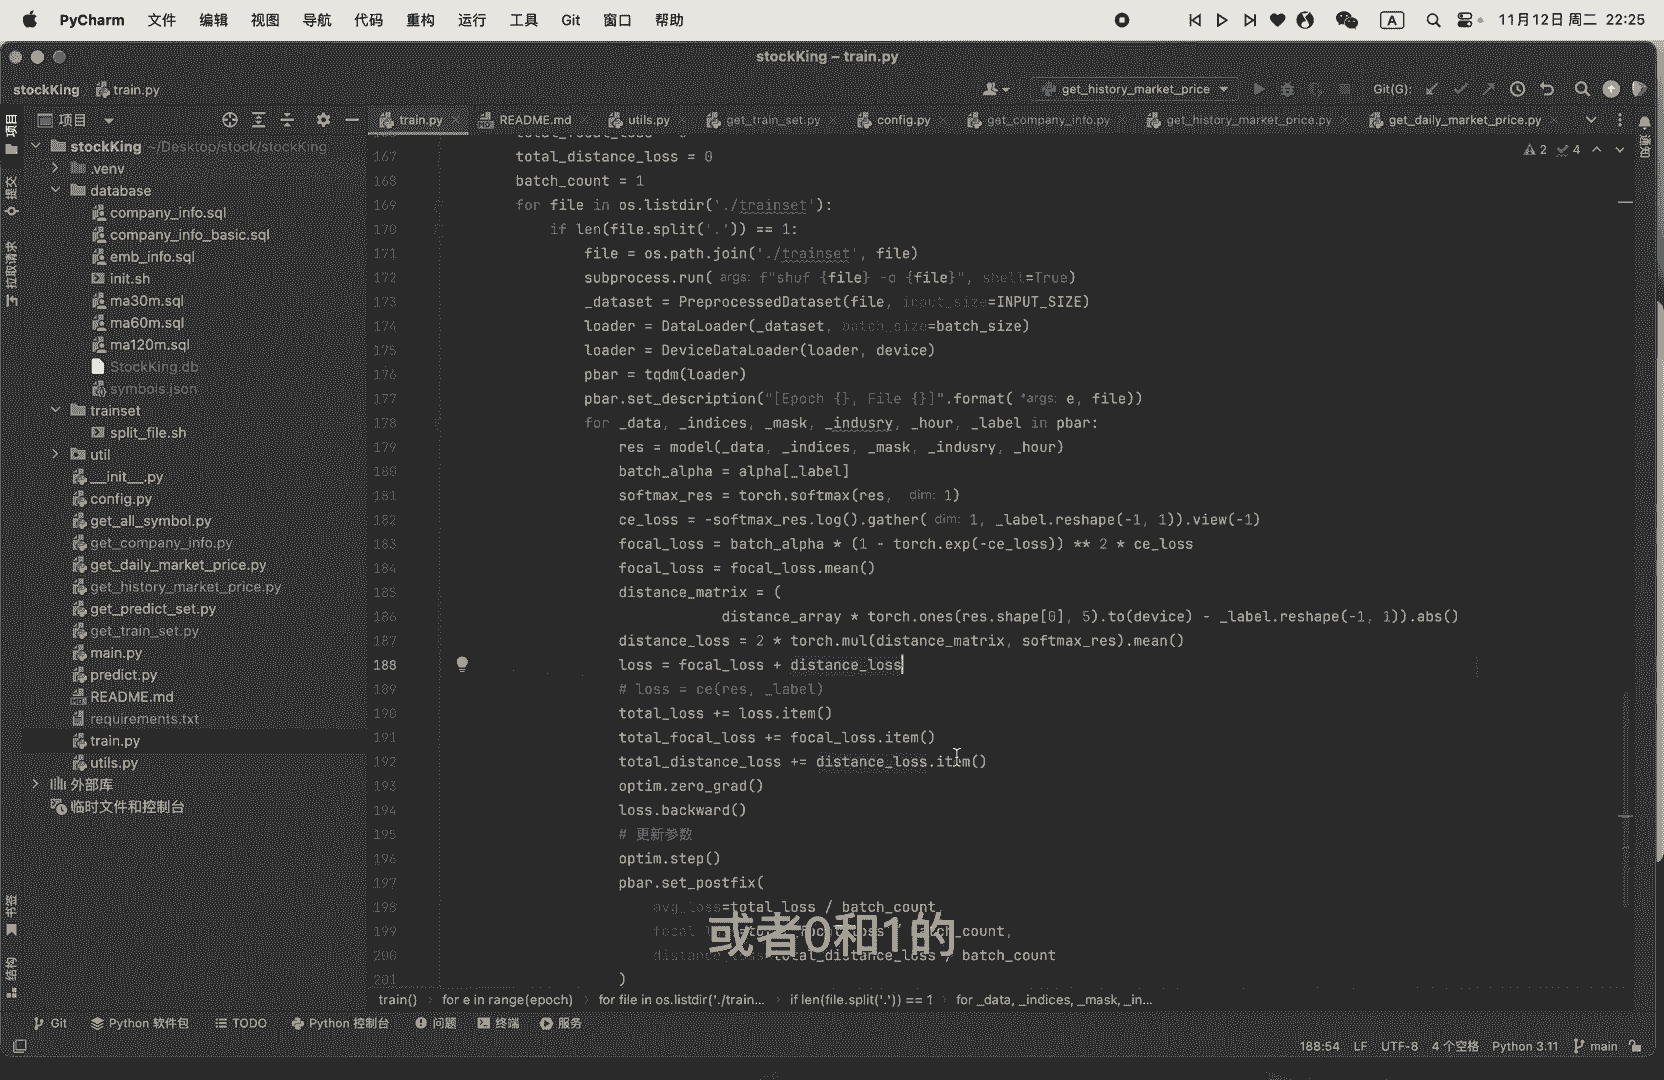 PyCharm 文件 编辑 视图 导航 代码 重构 运行 工具 Git 窗口 帮助 A 11月12日 周二 22:25
stockKing – train.py
stockKing train.py get_history_market_price Git(G):
项目
提交
拉取请求
书签
结构
通知
项目
stockKing ~/Desktop/stock/stockKing
.venv
database
company_info.sql
company_info_basic.sql
emb_info.sql
init.sh
ma30m.sql
ma60m.sql
ma120m.sql
StockKing.db
symbols.json
trainset
split_file.sh
util
__init__.py
config.py
get_all_symbol.py
get_company_info.py
get_daily_market_price.py
get_history_market_price.py
get_predict_set.py
get_train_set.py
main.py
predict.py
README.md
requirements.txt
train.py
utils.py
外部库
临时文件和控制台
train.py README.md utils.py get_train_set.py config.py get_company_info.py get_history_market_price.py get_daily_market_price.py
2 4
167 total_distance_loss = 0
168 batch_count = 1
169 for file in os.listdir('./trainset'):
170 if len(file.split('.')) == 1:
171 file = os.path.join('./trainset', file)
172 subprocess.run( args: f"shuf {file} -o {file}", shell=True)
173 _dataset = PreprocessedDataset(file, input_size=INPUT_SIZE)
174 loader = DataLoader(_dataset, batch_size=batch_size)
175 loader = DeviceDataLoader(loader, device)
176 pbar = tqdm(loader)
177 pbar.set_description("[Epoch {}, File {}]".format( *args: e, file))
178 for _data, _indices, _mask, _indusry, _hour, _label in pbar:
179 res = model(_data, _indices, _mask, _indusry, _hour)
180 batch_alpha = alpha[_label]
181 softmax_res = torch.softmax(res, dim: 1)
182 ce_loss = -softmax_res.log().gather( dim: 1, _label.reshape(-1, 1)).view(-1)
183 focal_loss = batch_alpha * (1 - torch.exp(-ce_loss)) ** 2 * ce_loss
184 focal_loss = focal_loss.mean()
185 distance_matrix = (
186 distance_array * torch.ones(res.shape[0], 5).to(device) - _label.reshape(-1, 1)).abs()
187 distance_loss = 2 * torch.mul(distance_matrix, softmax_res).mean()
188 loss = focal_loss + distance_loss
189 # loss = ce(res, _label)
190 total_loss += loss.item()
191 total_focal_loss += focal_loss.item()
192 total_distance_loss += distance_loss.item()
193 optim.zero_grad()
194 loss.backward()
195 # 更新参数
196 optim.step()
197 pbar.set_postfix(
198 avg_loss=total_loss / batch_count,
199 batch_count,
200 total_distance_loss / batch_count
201 )
或者0和1的
train() for e in range(epoch) for file in os.listdir('./train... if len(file.split('.')) == 1 for _data, _indices, _mask, _in...
Git Python 软件包 TODO Python 控制台 问题 终端 服务
188:54 LF UTF-8 4 个空格 Python 3.11 main